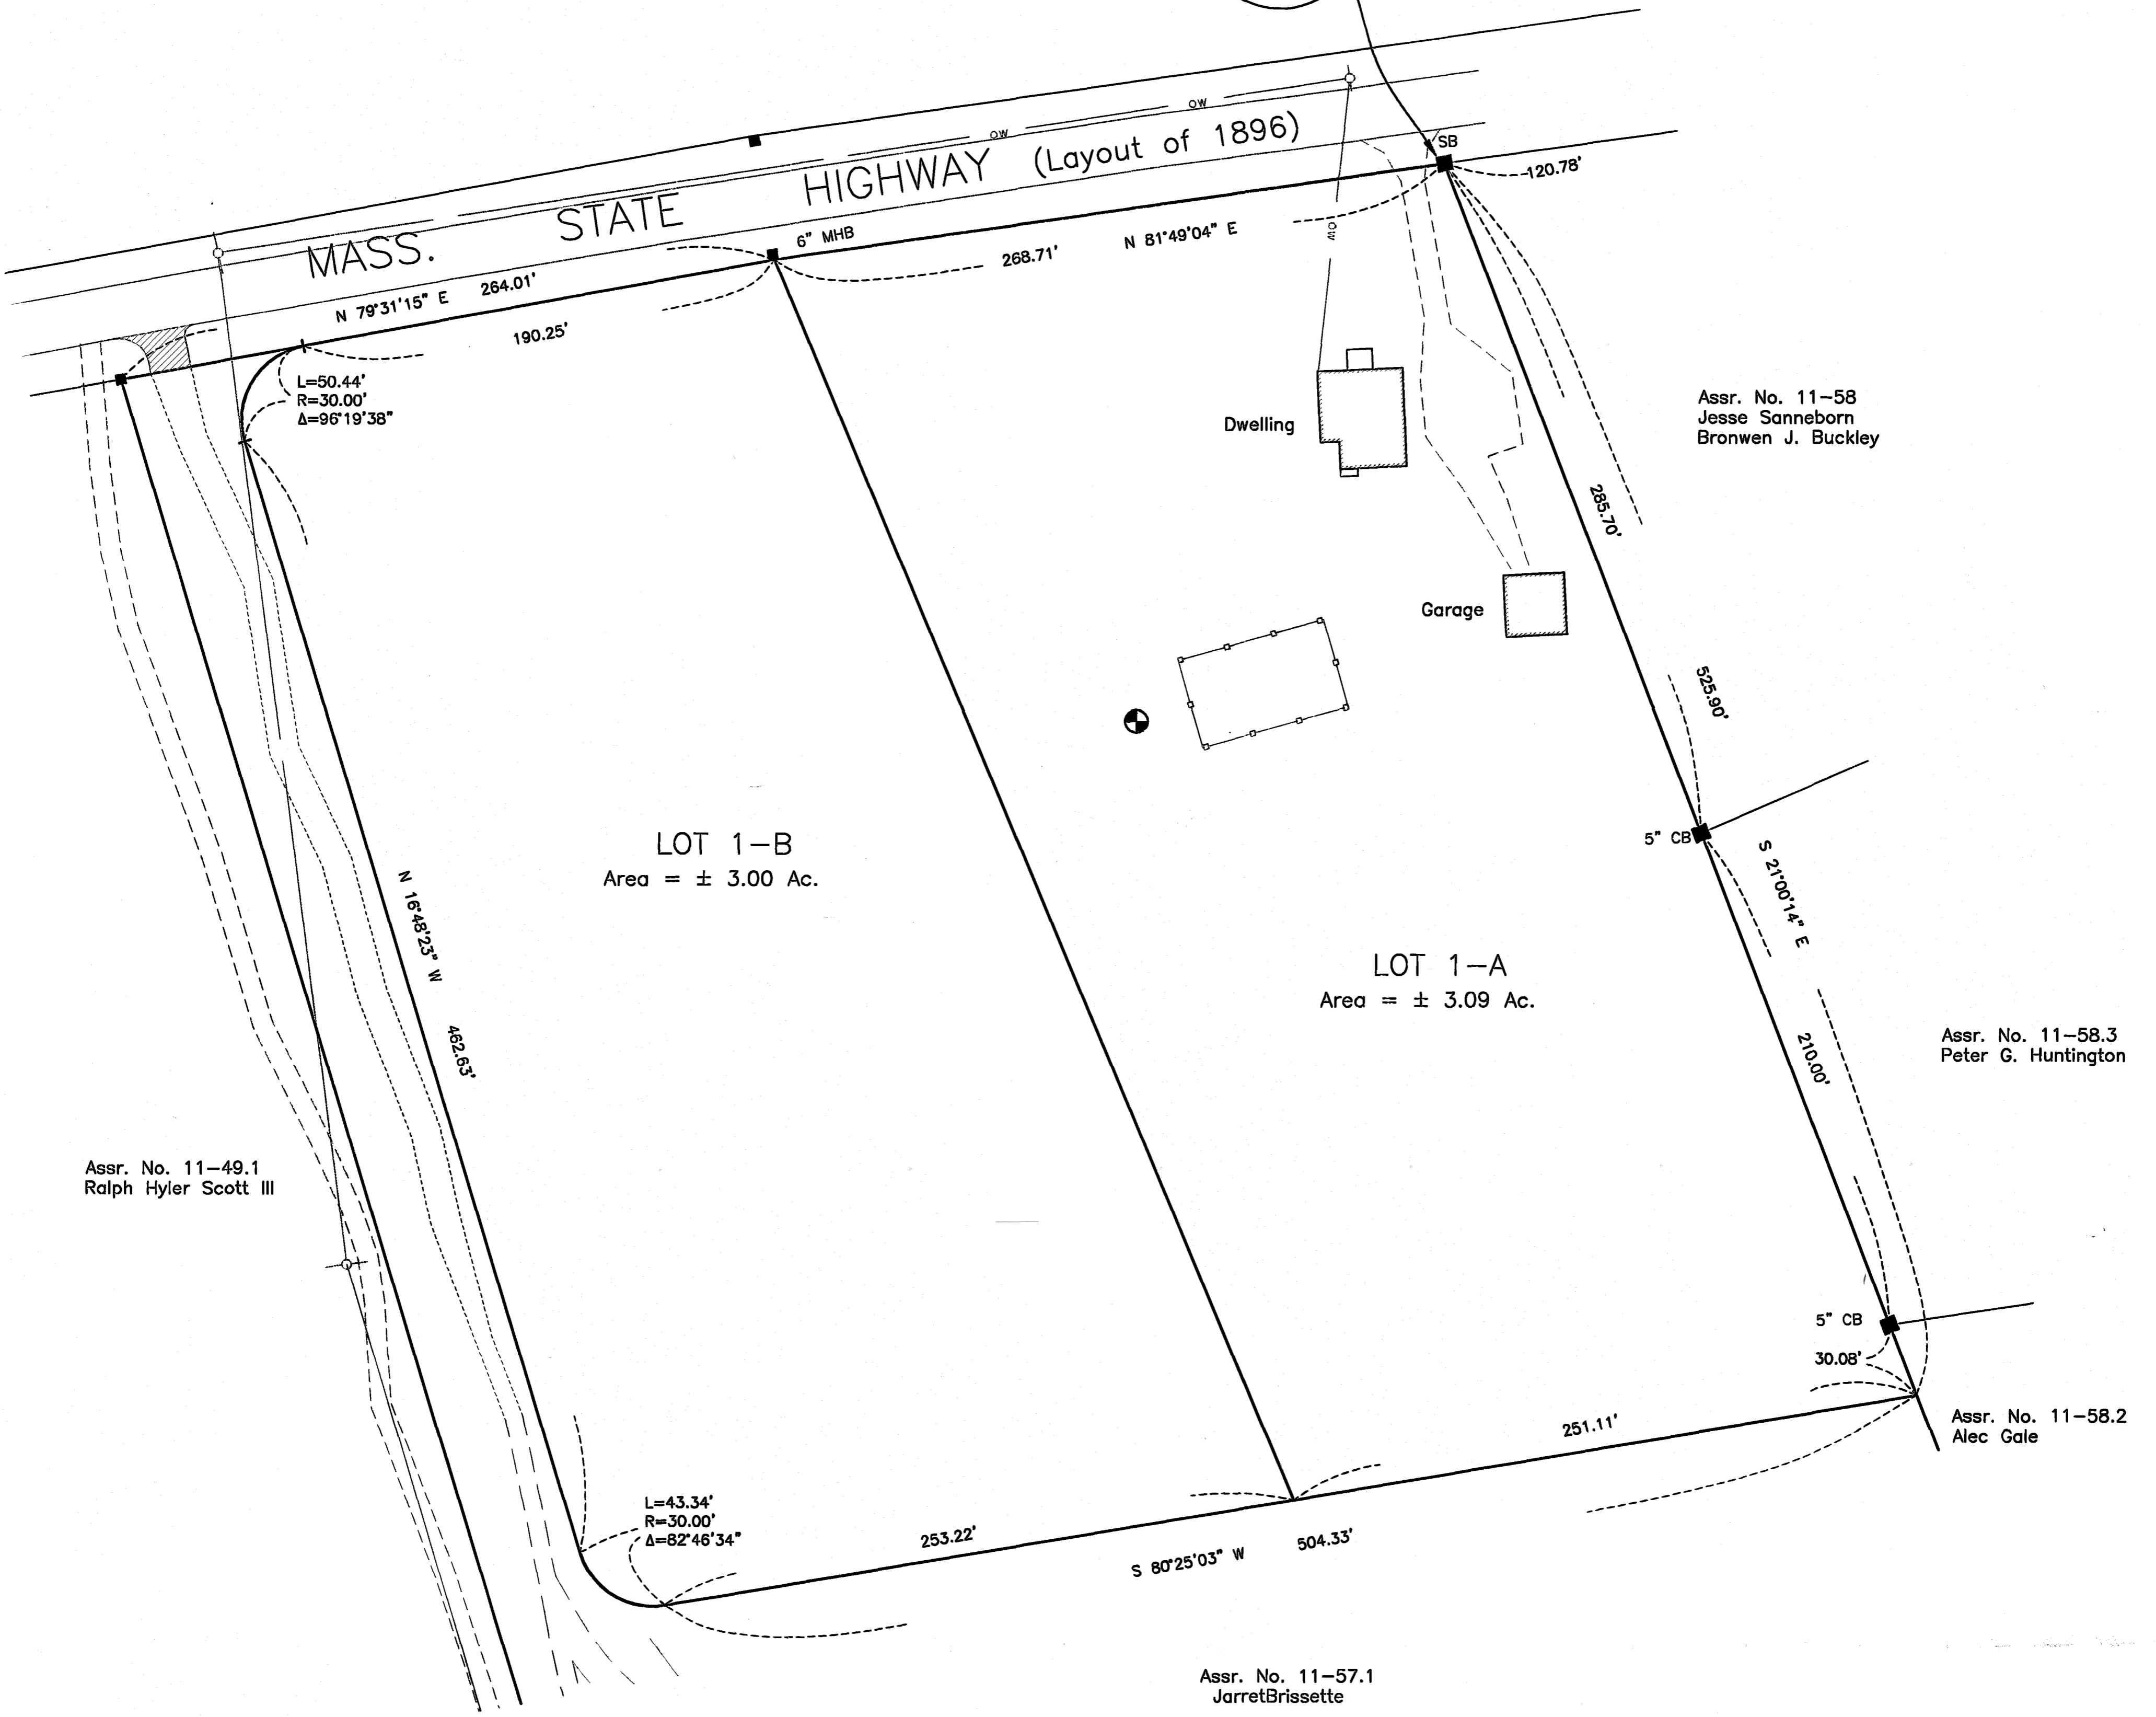 SB
120.78'
OW
OW
MASS. STATE HIGHWAY (Layout of 1896)
6" MHB
OW
N 81°49'04" E
268.71'
N 79°31'15" E 264.01'
190.25'
L=50.44'
R=30.00'
Δ=96°19'38"
Dwelling
Assr. No. 11-58
Jesse Sanneborn
Bronwen J. Buckley
285.70'
Garage
525.90'
5" CB
S 21°00'14" E
LOT 1-B
Area = ± 3.00 Ac.
N 16°48'23" W
462.63'
LOT 1-A
Area = ± 3.09 Ac.
210.00'
Assr. No. 11-58.3
Peter G. Huntington
Assr. No. 11-49.1
Ralph Hyler Scott III
5" CB
30.08'
251.11'
Assr. No. 11-58.2
Alec Gale
L=43.34'
R=30.00'
Δ=82°46'34"
253.22'
S 80°25'03" W 504.33'
Assr. No. 11-57.1
JarretBrissette